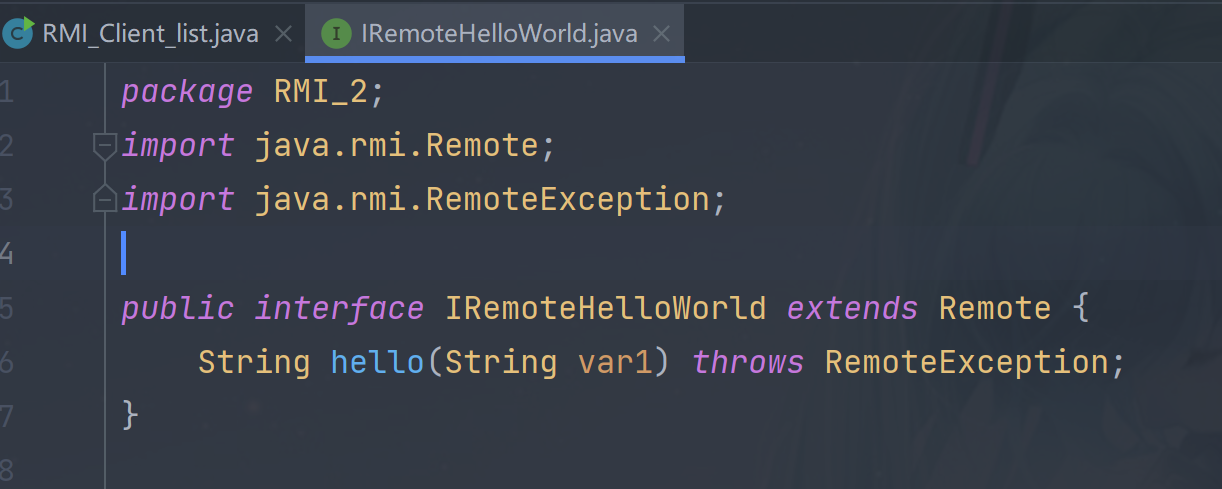 RMI_Client_list.java
IRemoteHelloWorld.java
1 package RMI_2;
2 import java.rmi.Remote;
3 import java.rmi.RemoteException;
4
5 public interface IRemoteHelloWorld extends Remote {
6 String hello(String var1) throws RemoteException;
7 }
8